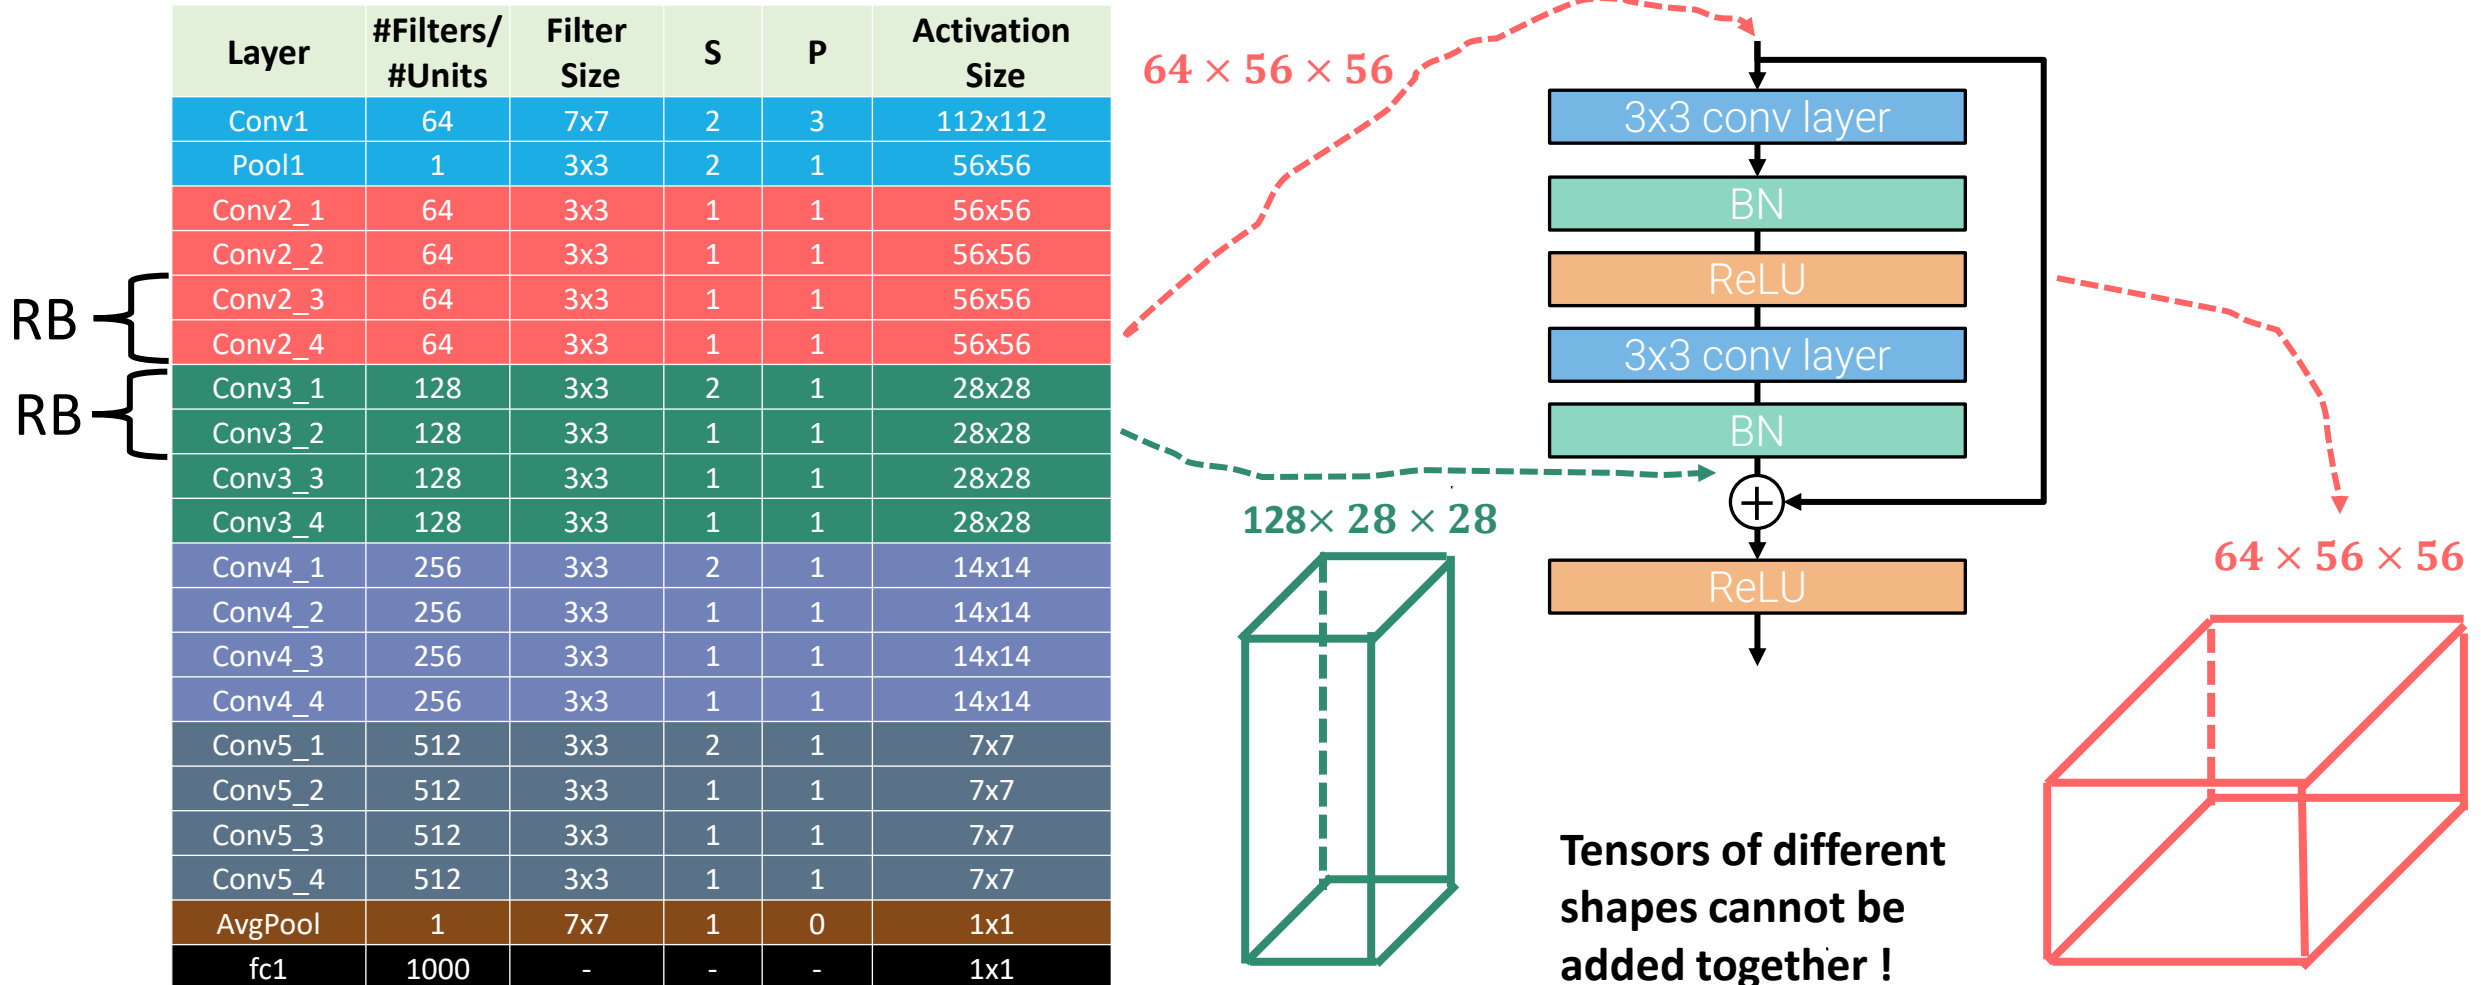 Layer #Filters/ #Units Filter Size S P Activation Size
Conv1 64 7x7 2 3 112x112
Pool1 1 3x3 2 1 56x56
Conv2_1 64 3x3 1 1 56x56
Conv2_2 64 3x3 1 1 56x56
Conv2_3 64 3x3 1 1 56x56
Conv2_4 64 3x3 1 1 56x56
Conv3_1 128 3x3 2 1 28x28
Conv3_2 128 3x3 1 1 28x28
Conv3_3 128 3x3 1 1 28x28
Conv3_4 128 3x3 1 1 28x28
Conv4_1 256 3x3 2 1 14x14
Conv4_2 256 3x3 1 1 14x14
Conv4_3 256 3x3 1 1 14x14
Conv4_4 256 3x3 1 1 14x14
Conv5_1 512 3x3 2 1 7x7
Conv5_2 512 3x3 1 1 7x7
Conv5_3 512 3x3 1 1 7x7
Conv5_4 512 3x3 1 1 7x7
AvgPool 1 7x7 1 0 1x1
fc1 1000 - - - 1x1
RB
RB
64 × 56 × 56
3x3 conv layer
BN
ReLU
3x3 conv layer
BN
+
ReLU
128× 28 × 28
64 × 56 × 56
Tensors of different
shapes cannot be
added together !